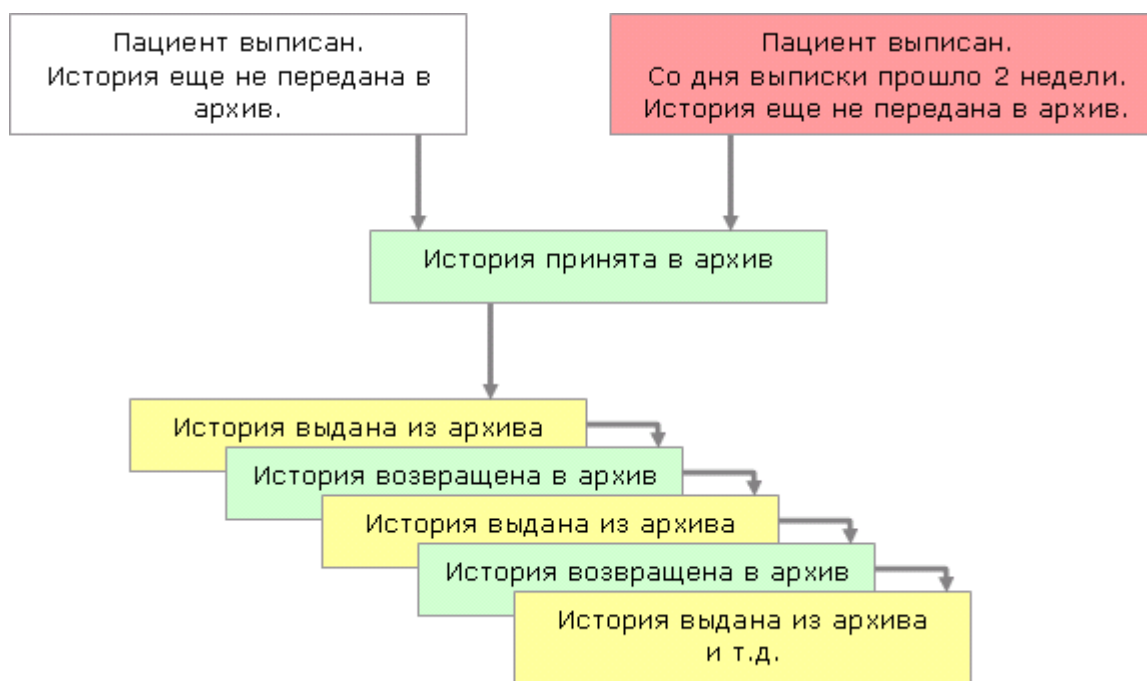 Пациент выписан.
История еще не передана в
архив.
Пациент выписан.
Со дня выписки прошло 2 недели.
История еще не передана в архив.
История принята в архив
История выдана из архива
История возвращена в архив
История выдана из архива
История возвращена в архив
История выдана из архива
и т.д.